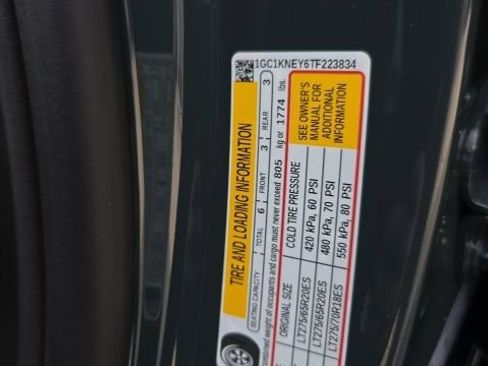 1GC1KNEY6TF223834
TIRE AND LOADING INFORMATION
SEATING CAPACITY TOTAL 6 FRONT 3 REAR 3
combined weight of occupants and cargo must never exceed 805 kg or 1774 lbs.
ORIGINAL SIZE COLD TIRE PRESSURE
LT275/65R20ES 420 kPa, 60 PSI
LT275/65R20ES 480 kPa, 70 PSI
LT275/70R18ES 550 kPa, 80 PSI
SEE OWNER'S
MANUAL FOR
ADDITIONAL
INFORMATION